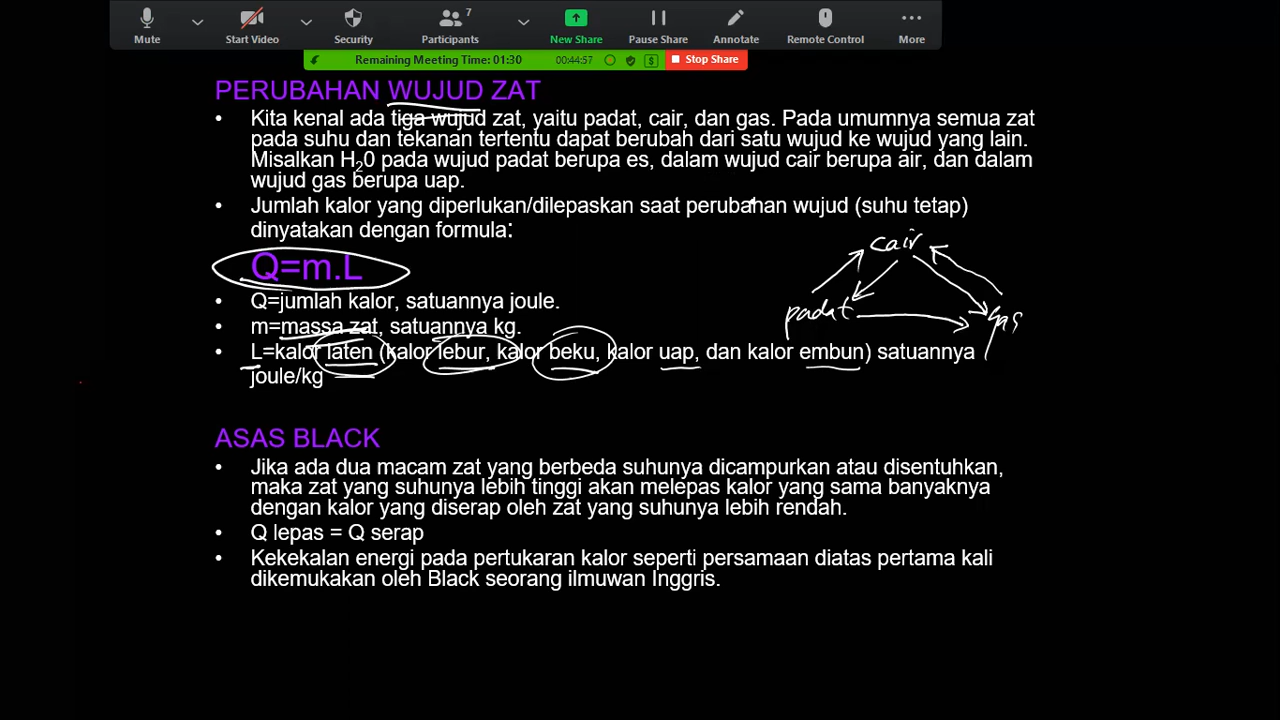 Mute
Start Video
Security
Participants
7
New Share
Pause Share
Annotate
Remote Control
More
Remaining Meeting Time: 01:30
00:44:57
Stop Share
PERUBAHAN WUJUD ZAT
• Kita kenal ada tiga wujud zat, yaitu padat, cair, dan gas. Pada umumnya semua zat
pada suhu dan tekanan tertentu dapat berubah dari satu wujud ke wujud yang lain.
Misalkan H₂0 pada wujud padat berupa es, dalam wujud cair berupa air, dan dalam
wujud gas berupa uap.
• Jumlah kalor yang diperlukan/dilepaskan saat perubahan wujud (suhu tetap)
dinyatakan dengan formula:
Q=m.L
• Q=jumlah kalor, satuannya joule.
• m=massa zat, satuannya kg.
• L=kalor laten (kalor lebur, kalor beku, kalor uap, dan kalor embun) satuannya
joule/kg
cair
padat
gas
ASAS BLACK
• Jika ada dua macam zat yang berbeda suhunya dicampurkan atau disentuhkan,
maka zat yang suhunya lebih tinggi akan melepas kalor yang sama banyaknya
dengan kalor yang diserap oleh zat yang suhunya lebih rendah.
• Q lepas = Q serap
• Kekekalan energi pada pertukaran kalor seperti persamaan diatas pertama kali
dikemukakan oleh Black seorang ilmuwan Inggris.